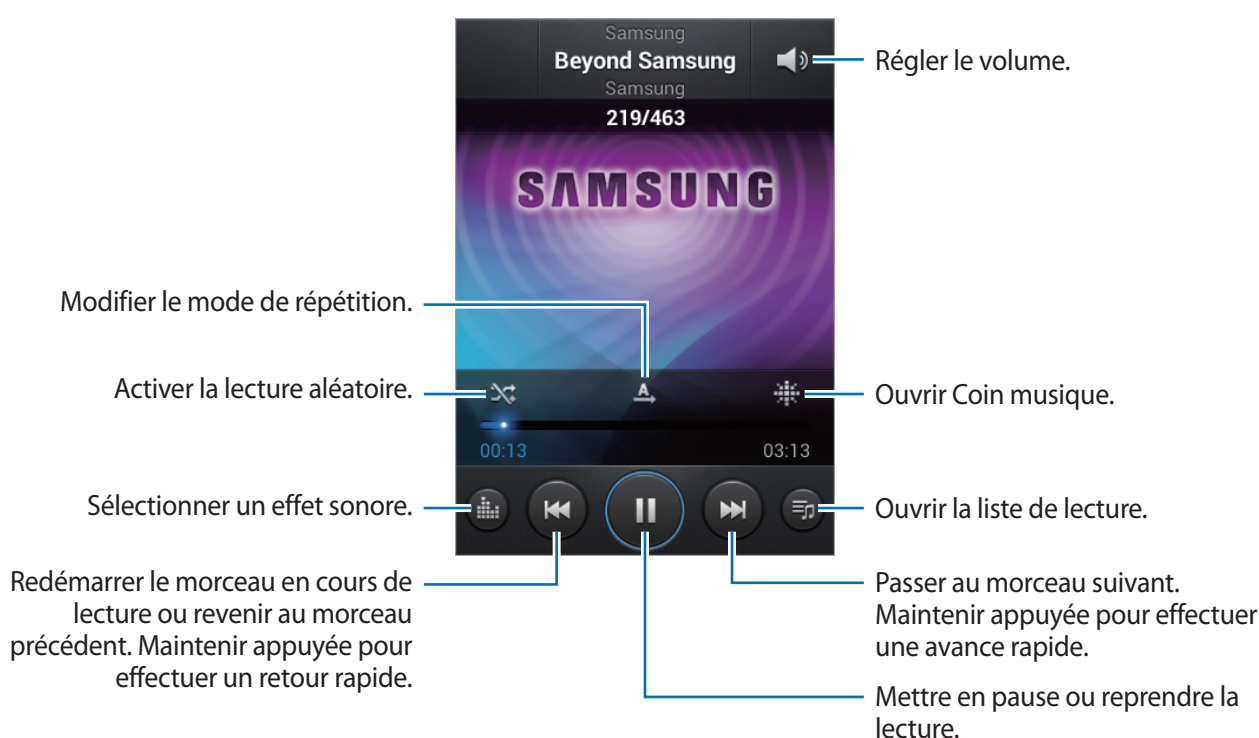 Samsung
Beyond Samsung
Samsung
219/463
SAMSUNG
Régler le volume.
Modifier le mode de répétition.
A
Activer la lecture aléatoire.
Ouvrir Coin musique.
00:13
03:13
Sélectionner un effet sonore.
Ouvrir la liste de lecture.
Redémarrer le morceau en cours de
lecture ou revenir au morceau
précédent. Maintenir appuyée pour
effectuer un retour rapide.
Passer au morceau suivant.
Maintenir appuyée pour effectuer
une avance rapide.
Mettre en pause ou reprendre la
lecture.